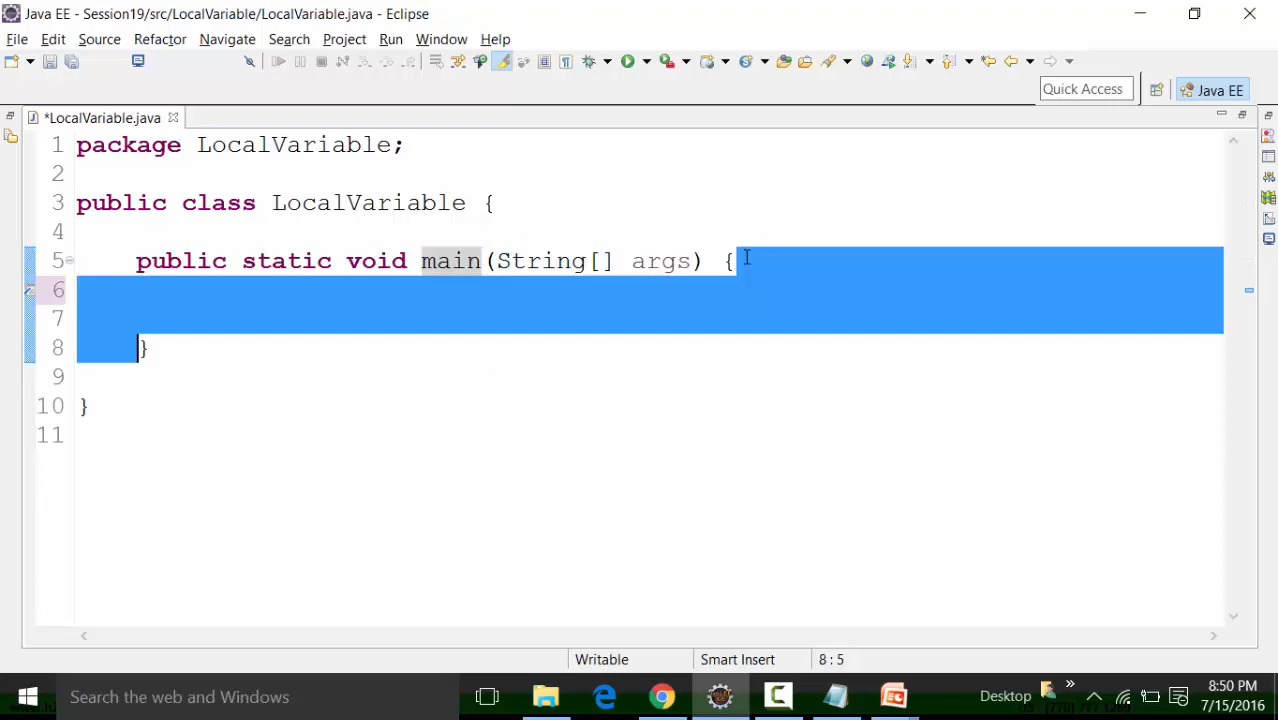 Java EE - Session19/src/LocalVariable/LocalVariable.java - Eclipse
File Edit Source Refactor Navigate Search Project Run Window Help
Quick Access
Java EE
*LocalVariable.java
1 package LocalVariable;
2
3 public class LocalVariable {
4
5 public static void main(String[] args) {
6
7
8 }
9
10 }
11
Writable Smart Insert 8 : 5
Search the web and Windows
Desktop
8:50 PM
7/15/2016